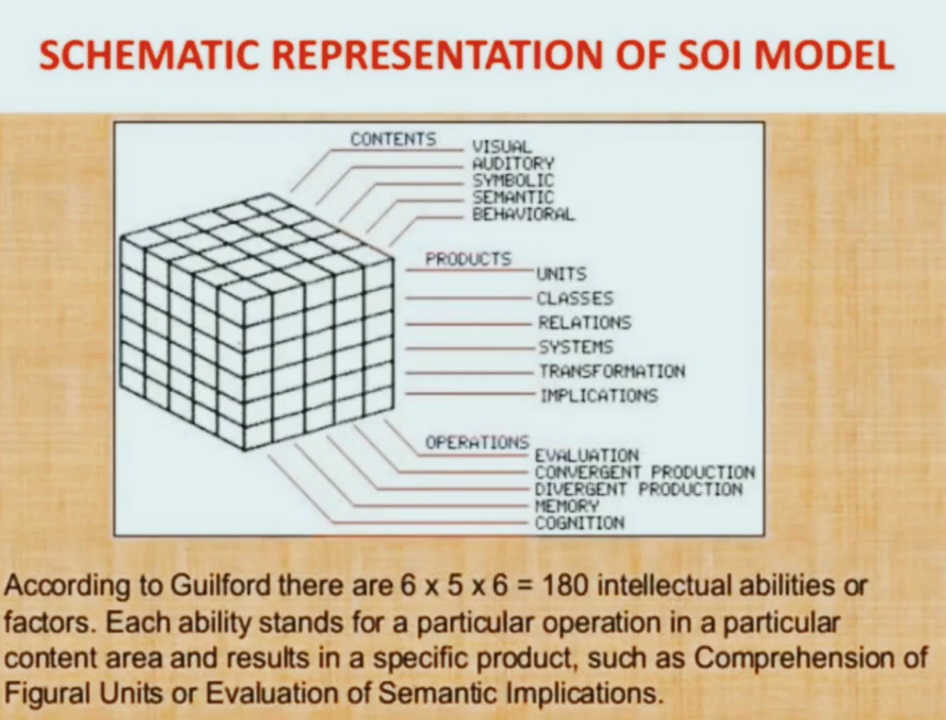 SCHEMATIC REPRESENTATION OF SOI MODEL
CONTENTS
VISUAL
AUDITORY
SYMBOLIC
SEMANTIC
BEHAVIORAL
PRODUCTS
UNITS
CLASSES
RELATIONS
SYSTEMS
TRANSFORMATION
IMPLICATIONS
OPERATIONS
EVALUATION
CONVERGENT PRODUCTION
DIVERGENT PRODUCTION
MEMORY
COGNITION
According to Guilford there are 6 x 5 x 6 = 180 intellectual abilities or
factors. Each ability stands for a particular operation in a particular
content area and results in a specific product, such as Comprehension of
Figural Units or Evaluation of Semantic Implications.